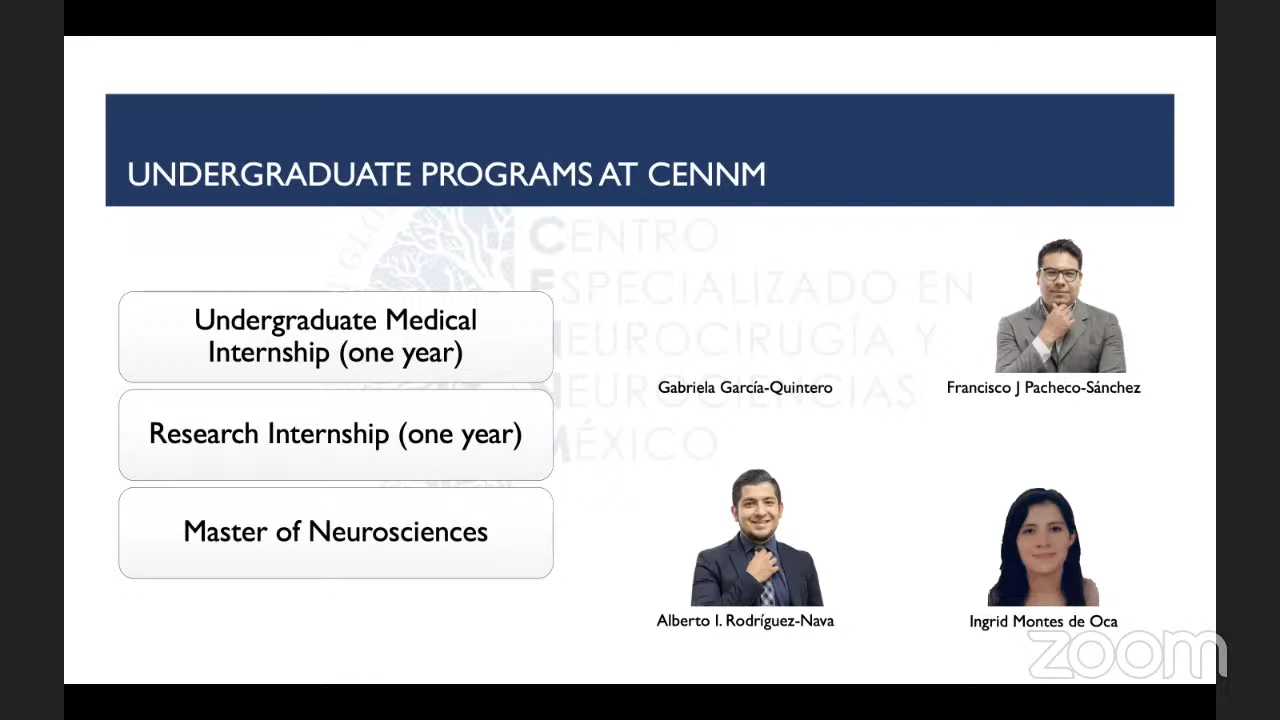 UNDERGRADUATE PROGRAMS AT CENNM
GLO
CENTRO
ESPECIALIZADO EN
NEUROCIRUGÍA Y
NEUROCIENCIAS
MÉXICO
Undergraduate Medical
Internship (one year)
Research Internship (one year)
Master of Neurosciences
Gabriela García-Quintero
Francisco J Pacheco-Sánchez
Alberto I. Rodríguez-Nava
Ingrid Montes de Oca
zoom